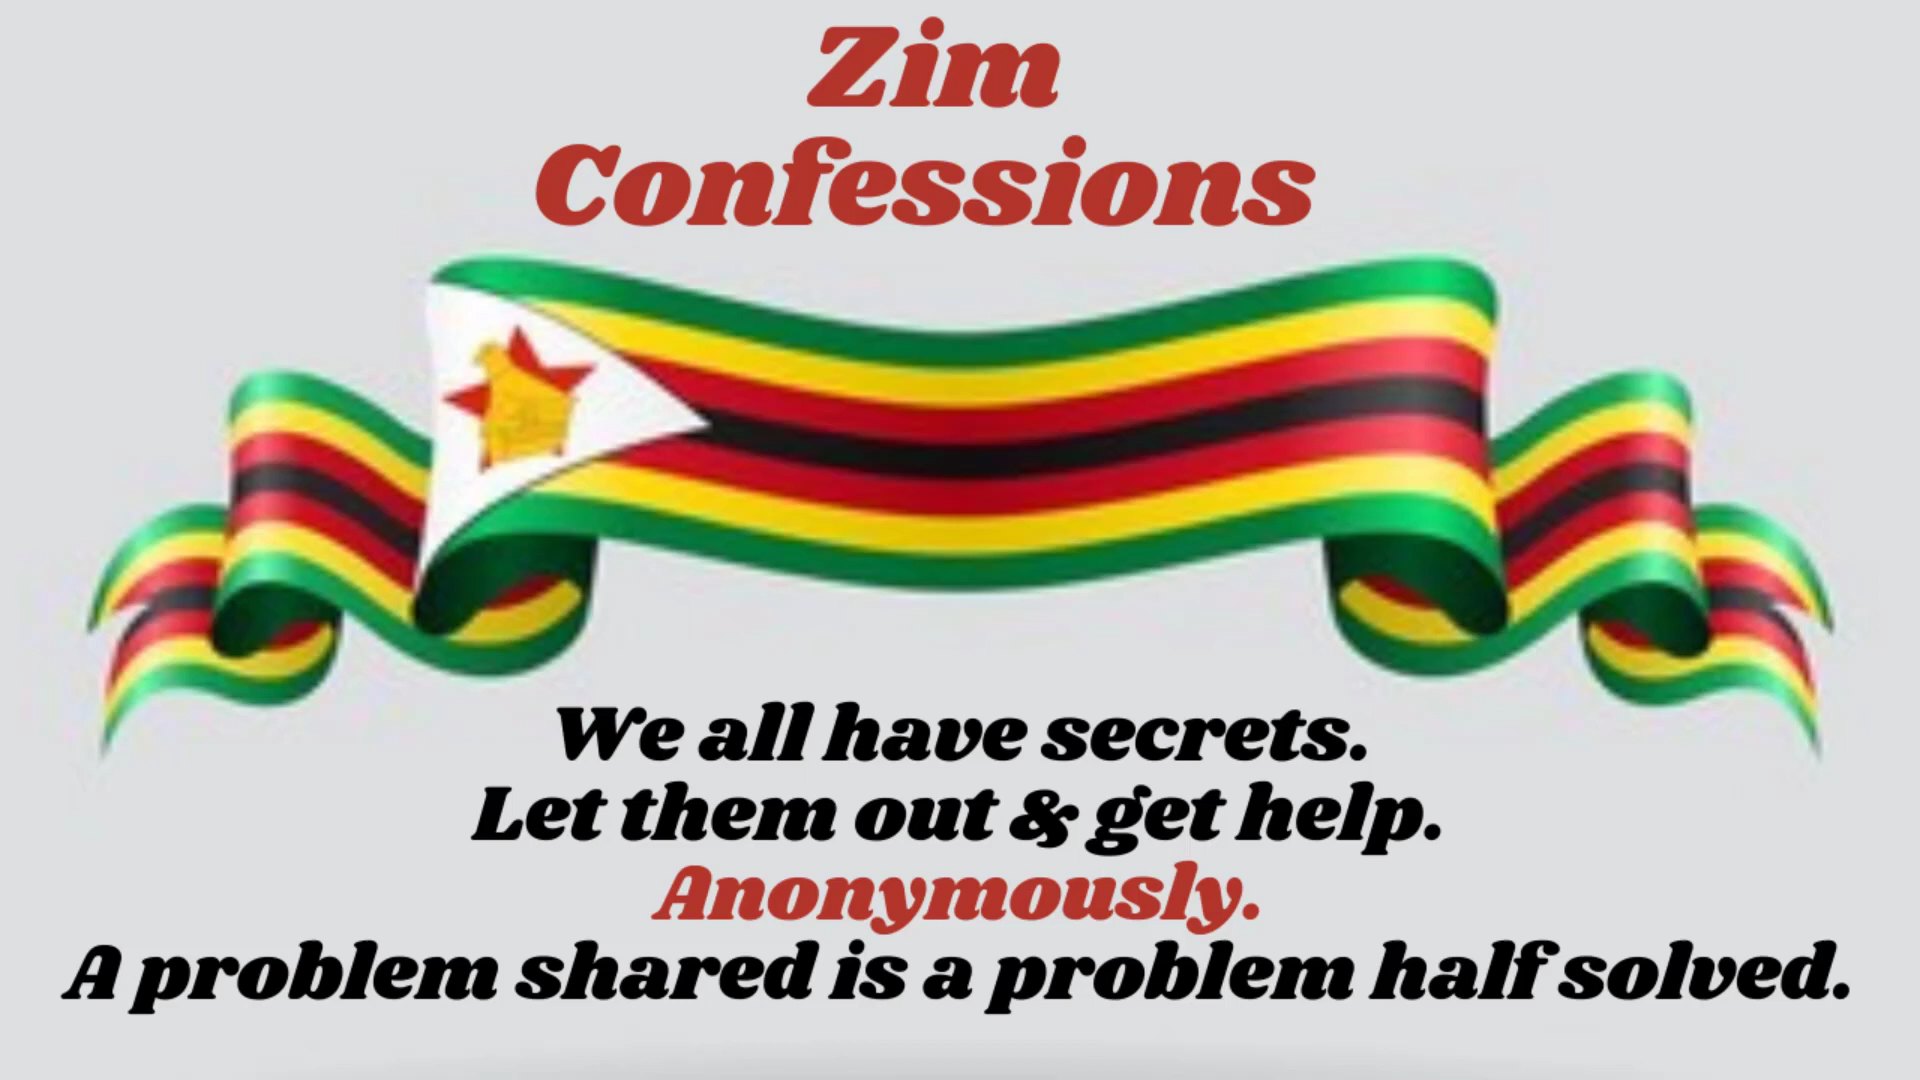 Zim
Confessions
We all have secrets.
Let them out & get help.
Anonymously.
A problem shared is a problem half solved.